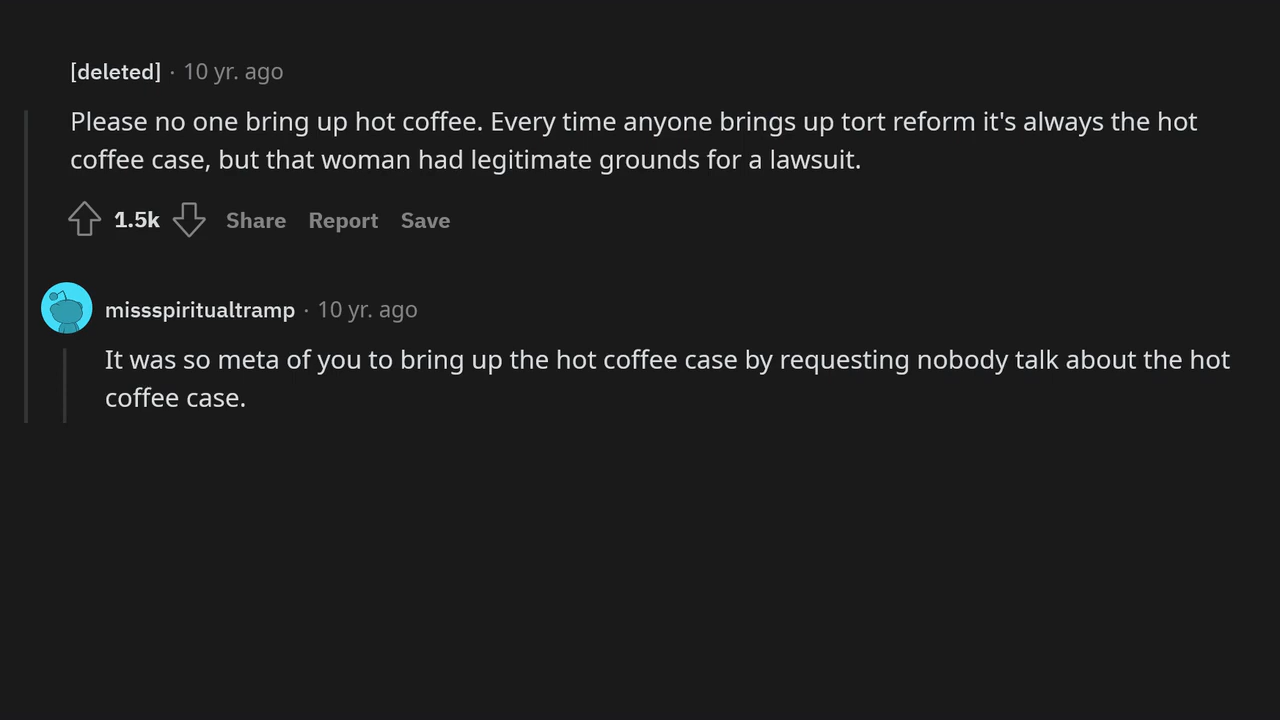 [deleted] · 10 yr. ago
Please no one bring up hot coffee. Every time anyone brings up tort reform it's always the hot
coffee case, but that woman had legitimate grounds for a lawsuit.
1.5k Share Report Save
missspiritualtramp · 10 yr. ago
It was so meta of you to bring up the hot coffee case by requesting nobody talk about the hot
coffee case.